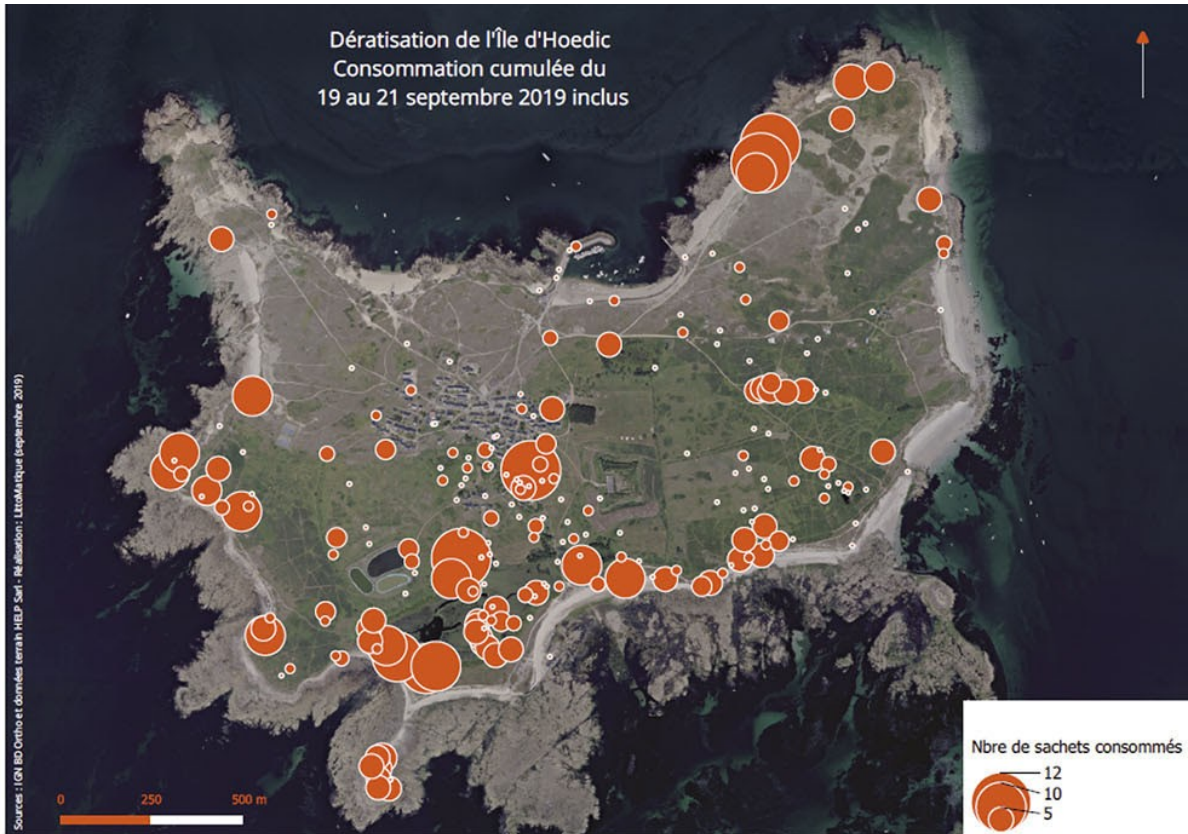 Dératisation de l'Île d'Hoedic
Consommation cumulée du
19 au 21 septembre 2019 inclus
Sources : IGN BD Ortho et données terrain HELP Sarl - Réalisation : LittoMatique (septembre 2019)
0 250 500 m
Nbre de sachets consommés
12
10
5